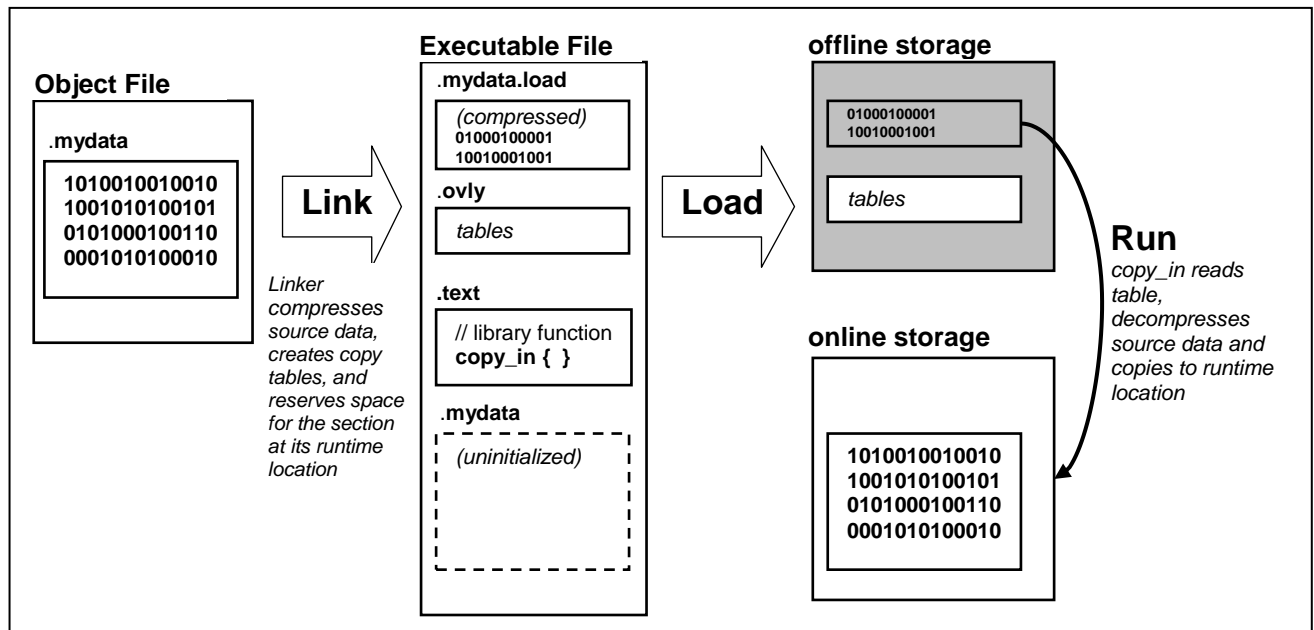 Object File
.mydata
1010010010010
1001010100101
0101000100110
0001010100010
Link
Linker
compresses
source data,
creates copy
tables, and
reserves space
for the section
at its runtime
location
Executable File
.mydata.load
(compressed)
01000100001
10010001001
.ovly
tables
.text
// library function
copy_in { }
.mydata
(uninitialized)
Load
offline storage
01000100001
10010001001
tables
Run
copy_in reads
table,
decompresses
source data and
copies to runtime
location
online storage
1010010010010
1001010100101
0101000100110
0001010100010